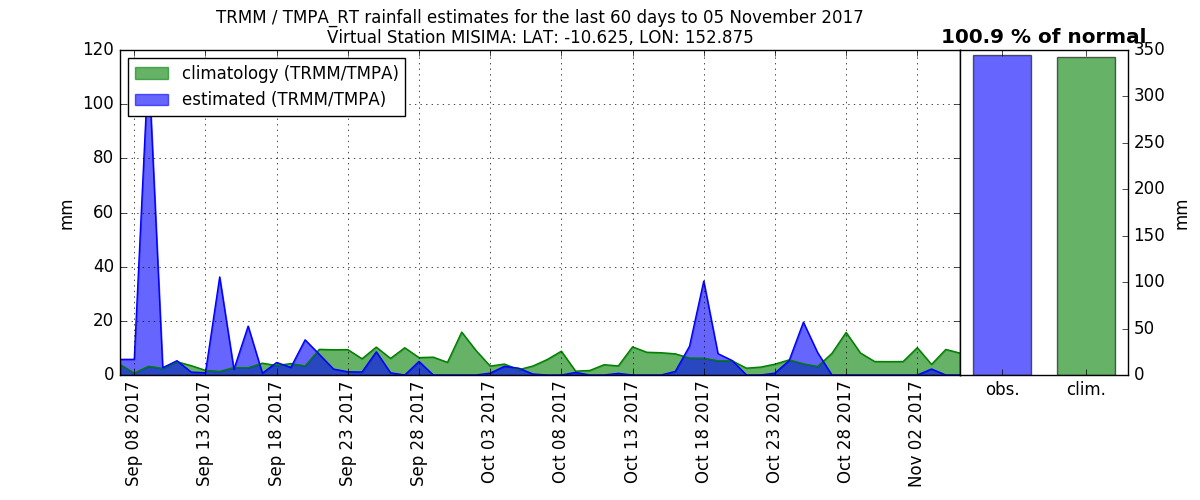 TRMM / TMPA_RT rainfall estimates for the last 60 days to 05 November 2017
Virtual Station MISIMA: LAT: -10.625, LON: 152.875
100.9 % of normal
climatology (TRMM/TMPA)
estimated (TRMM/TMPA)
120
100
80
60
40
20
0
mm
350
300
250
200
150
100
50
0
mm
obs.
clim.
Sep 08 2017
Sep 13 2017
Sep 18 2017
Sep 23 2017
Sep 28 2017
Oct 03 2017
Oct 08 2017
Oct 13 2017
Oct 18 2017
Oct 23 2017
Oct 28 2017
Nov 02 2017